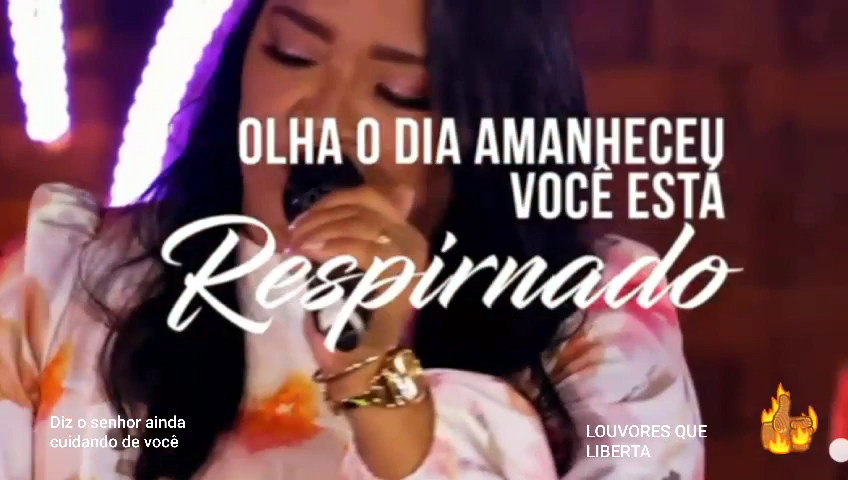 OLHA O DIA AMANHECEU
VOCÊ ESTÁ
Respirnado
Diz o senhor ainda
cuidando de você
LOUVORES QUE
LIBERTA